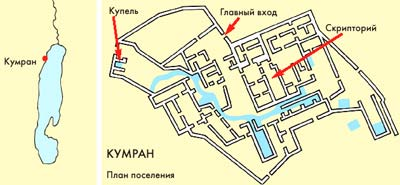 Кумран
Купель
Главный вход
Скрипторий
КУМРАН
План поселения